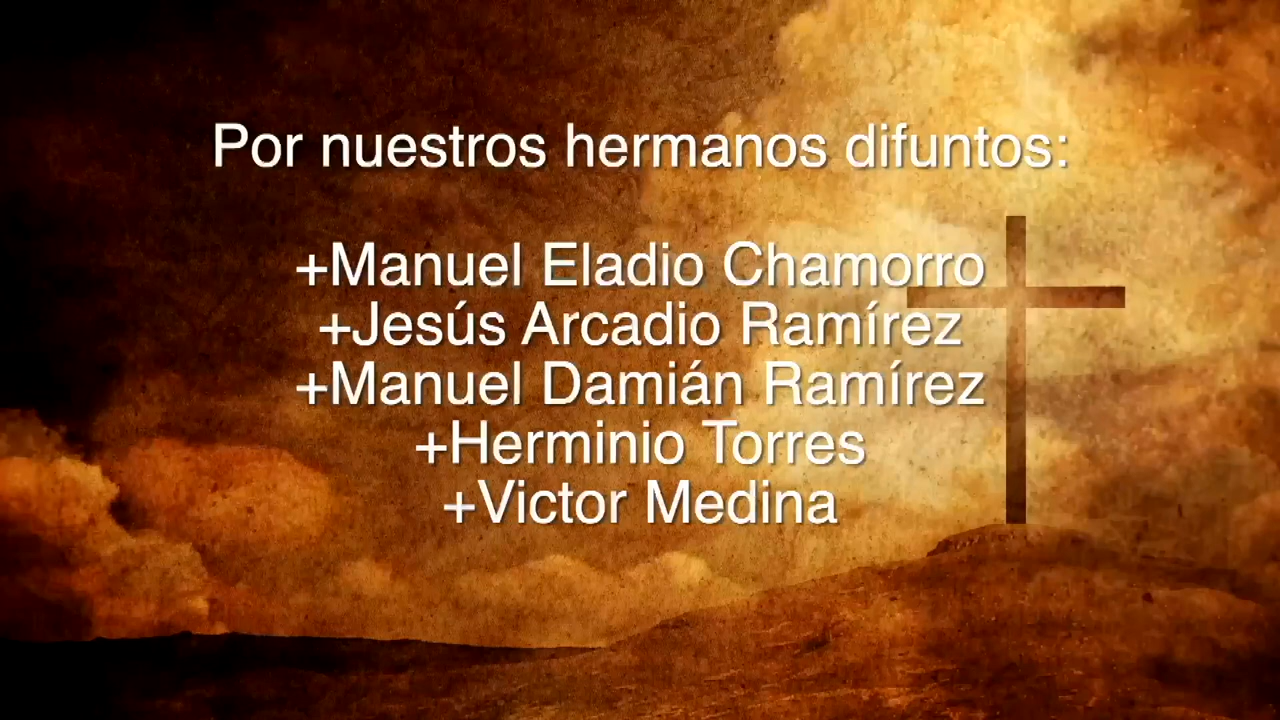 Por nuestros hermanos difuntos:
+Manuel Eladio Chamorro
+Jesús Arcadio Ramírez
+Manuel Damián Ramírez
+Herminio Torres
+Victor Medina